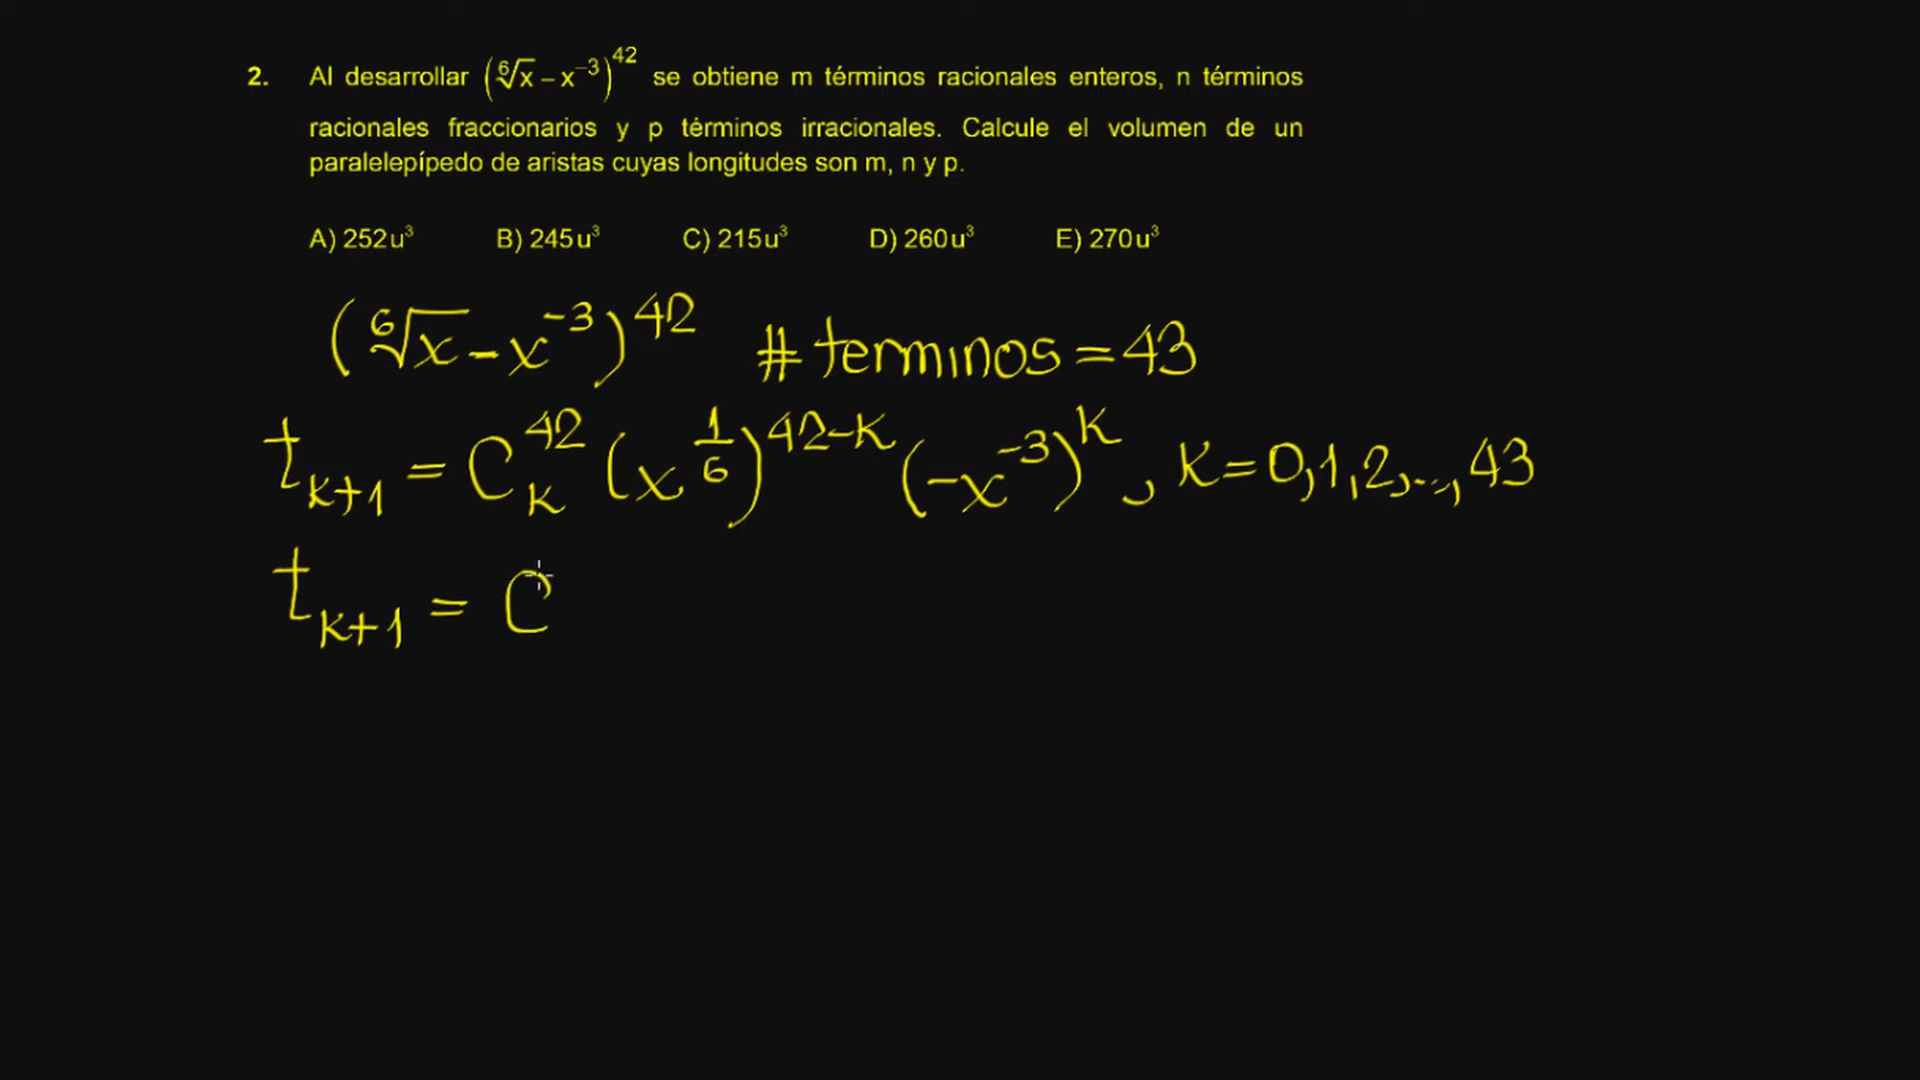 2. Al desarrollar (⁶√x – x⁻³)⁴² se obtiene m términos racionales enteros, n términos
racionales fraccionarios y p términos irracionales. Calcule el volumen de un
paralelepípedo de aristas cuyas longitudes son m, n y p.
A) 252u³ B) 245u³ C) 215u³ D) 260u³ E) 270u³
(⁶√x - x⁻³)⁴² # terminos = 43
t_{k+1} = C_k^{42} (x^{1/6})^{42-k} (-x^{-3})^k, k=0,1,2,...,43
t_{k+1} = C